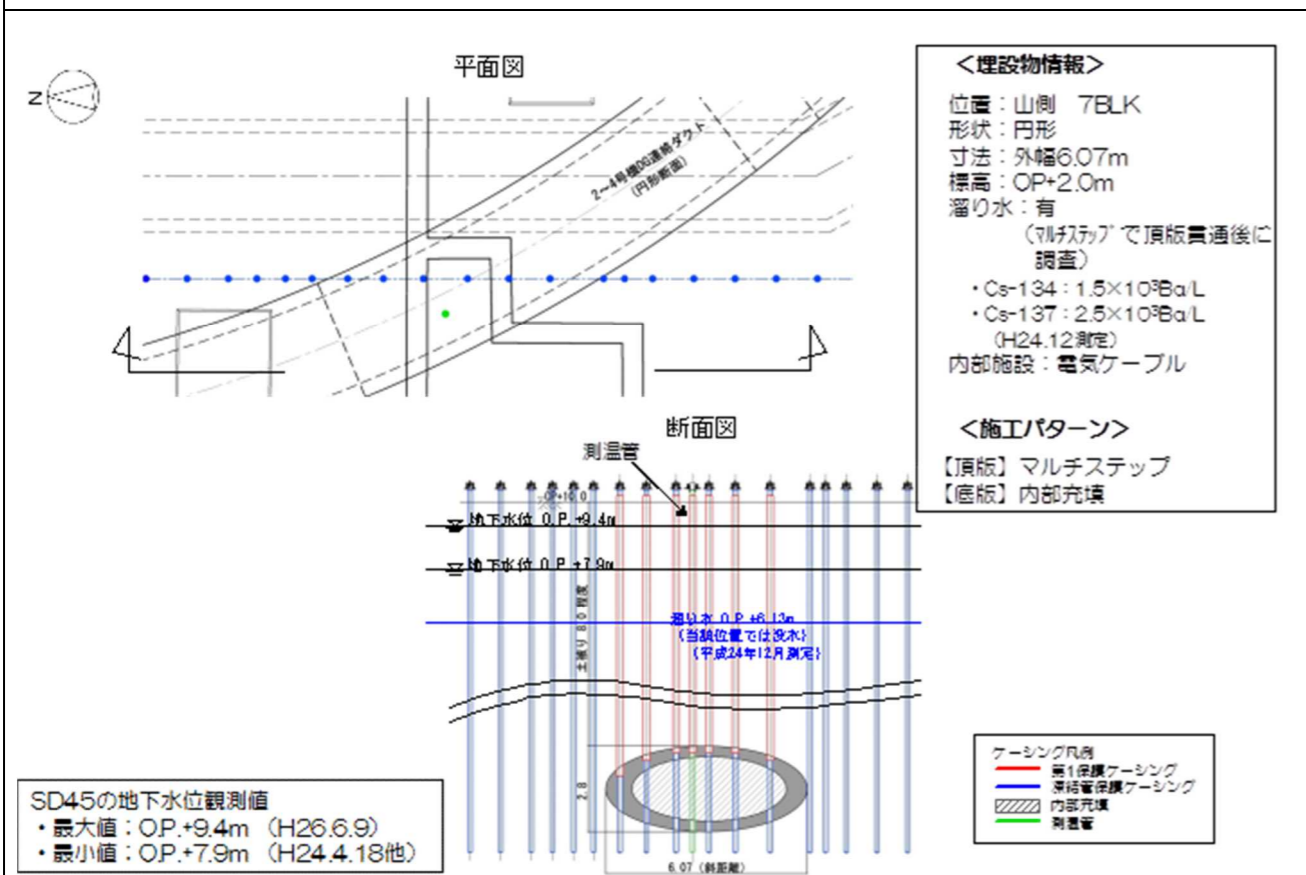 平面図
N
2～4号機DG連絡ダクト
(円形断面)
＜埋設物情報＞
位置：山側　7BLK
形状：円形
寸法：外幅6.07m
標高：OP+2.0m
溜り水：有
(ﾏﾙﾁｽﾃｯﾌﾟで頂版貫通後に
調査)
・Cs-134：1.5×10³Bq/L
・Cs-137：2.5×10³Bq/L
(H24.12測定)
内部施設：電気ケーブル
＜施工パターン＞
【頂版】マルチステップ
【底版】内部充填
断面図
測温管
OP+10.0
地下水位 O.P.+9.4m
地下水位 O.P.+7.9m
土被り 8.0 程度
溜り水 O.P.+6.13m
(当該位置では没水)
(平成24年12月測定)
2.8
6.07 (斜距離)
SD45の地下水位観測値
・最大値：O.P.+9.4m （H26.6.9）
・最小値：O.P.+7.9m （H24.4.18他）
ケーシング凡例
第1保護ケーシング
凍結管保護ケーシング
内部充填
測温管